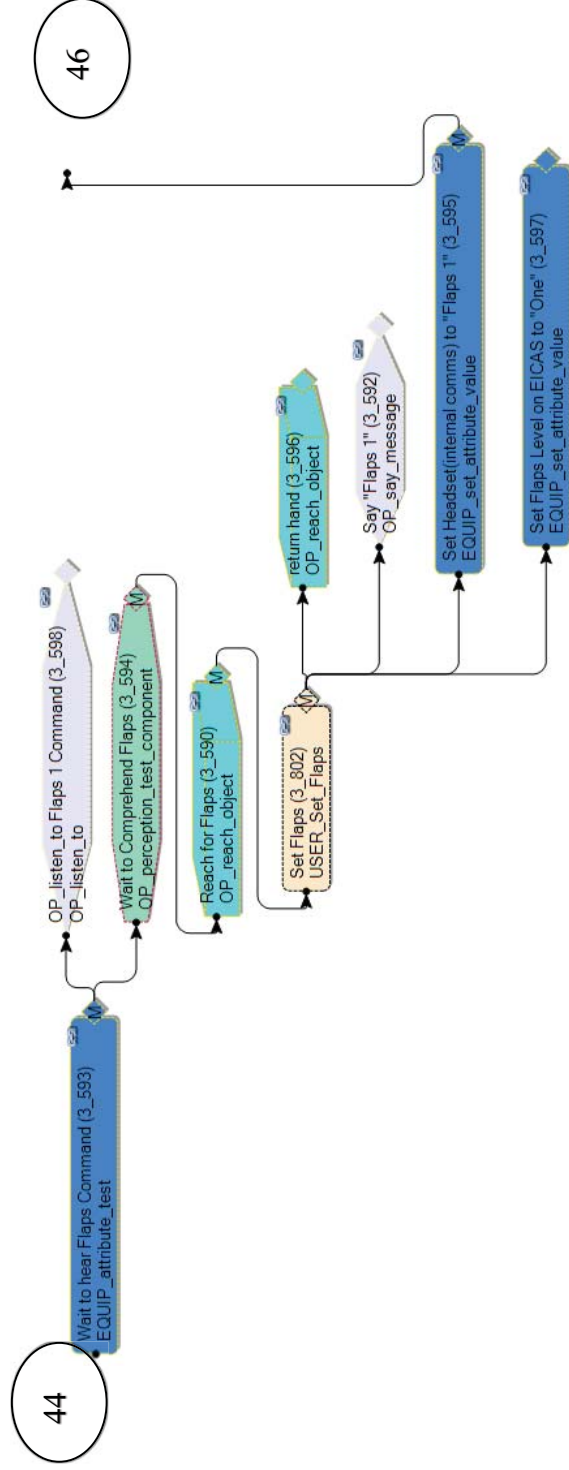 44
Wait to hear Flaps Command (3_593)
EQUIP_attribute_test
M
OP_listen_to Flaps 1 Command (3_598)
OP_listen_to
Wait to Comprehend Flaps (3_594)
OP_perception_test_component
M
Reach for Flaps (3_590)
OP_reach_object
M
Set Flaps (3_802)
USER_Set_Flaps
M
return hand (3_596)
OP_reach_object
Say "Flaps 1" (3_592)
OP_say_message
Set Headset(internal comms) to "Flaps 1" (3_595)
EQUIP_set_attribute_value
M
Set Flaps Level on EICAS to "One" (3_597)
EQUIP_set_attribute_value
46